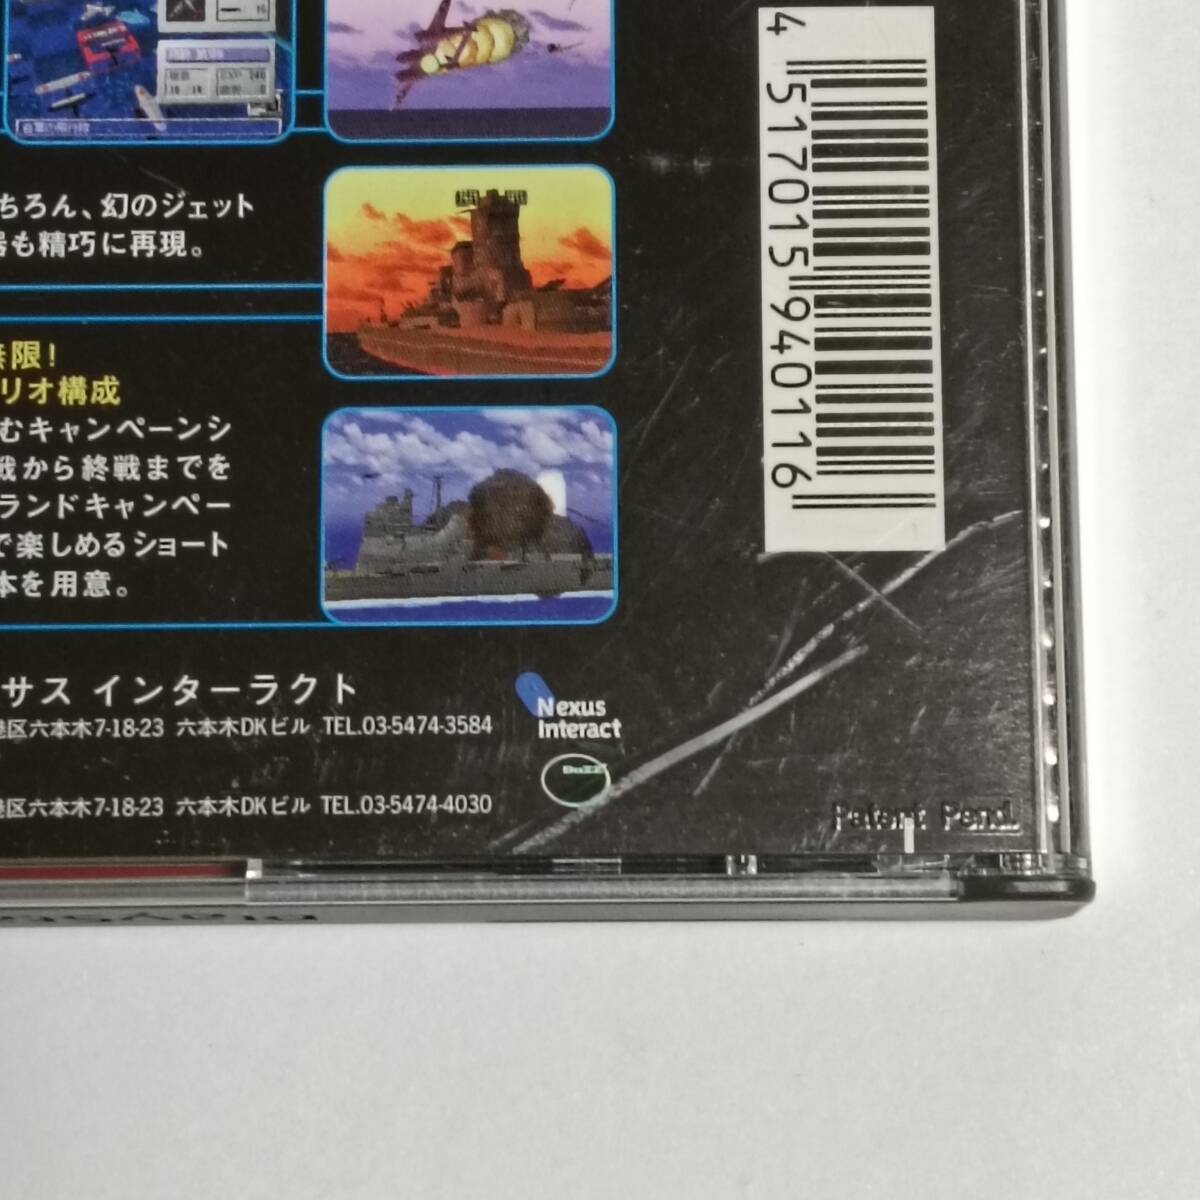 ちろん、幻のジェット
器も精巧に再現。
無限!
リオ構成
むキャンペーンシ
戦から終戦までを
ランドキャンペー
で楽しめるショート
本を用意。
サス インターラクト
港区六本木7-18-23 六本木DKビル TEL.03-5474-3584
港区六本木7-18-23 六本木DKビル TEL.03-5474-4030
Nexus
Interact
BuZZ
4 517015 940116
Patent Pend.